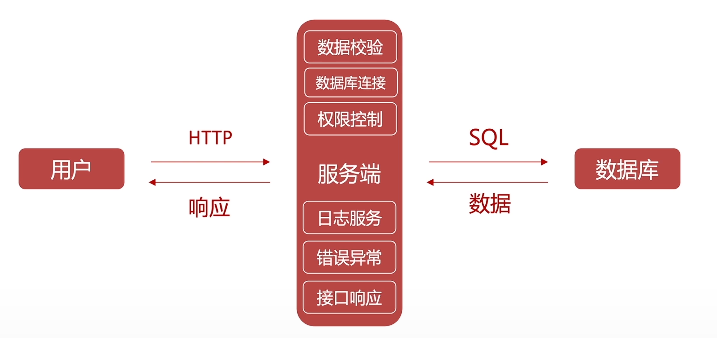 数据校验
数据库连接
权限控制
服务端
日志服务
错误异常
接口响应
用户
HTTP
响应
SQL
数据
数据库